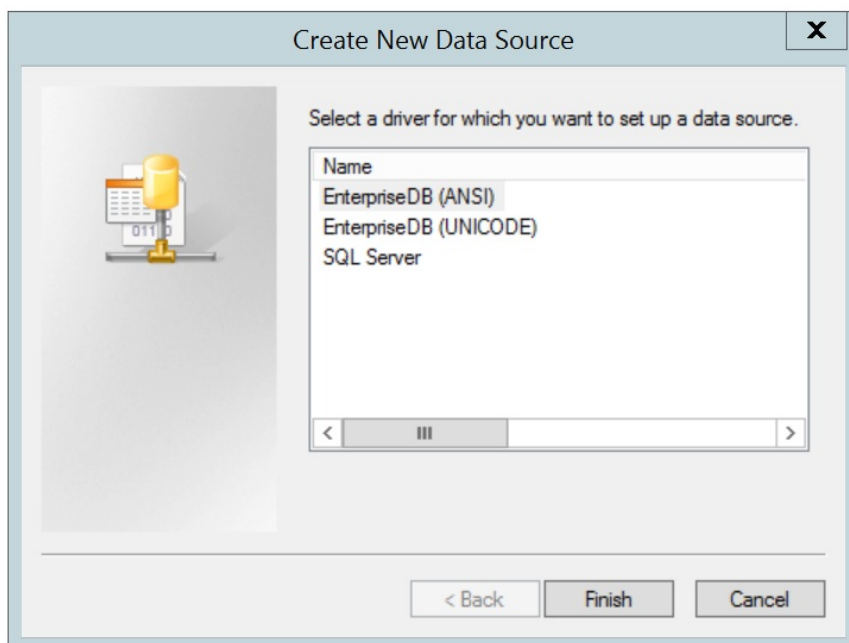 Create New Data Source
X
Select a driver for which you want to set up a data source.
Name
EnterpriseDB (ANSI)
EnterpriseDB (UNICODE)
SQL Server
< Back
Finish
Cancel